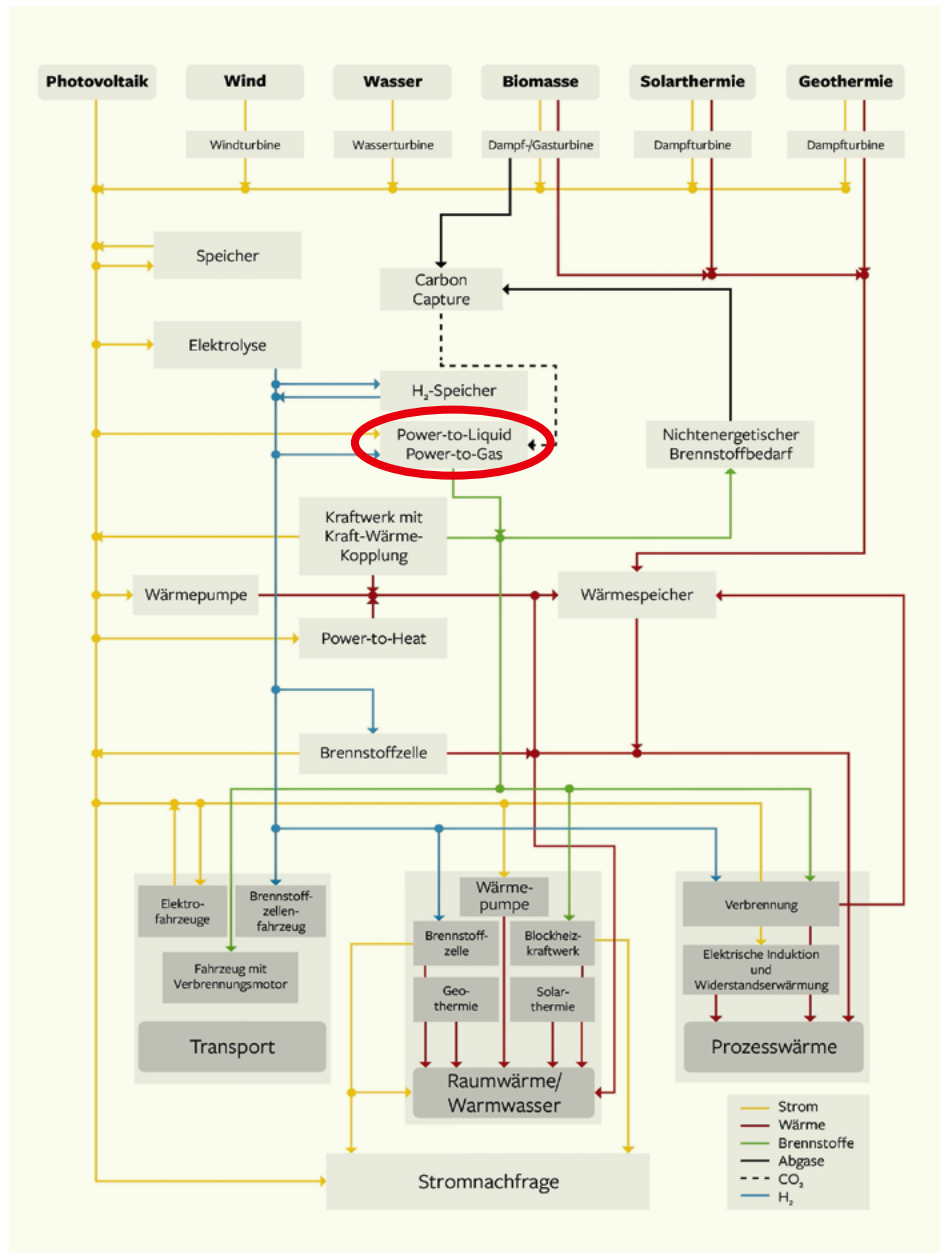 Photovoltaik
Wind
Wasser
Biomasse
Solarthermie
Geothermie
Windturbine
Wasserturbine
Dampf-/Gasturbine
Dampfturbine
Dampfturbine
Speicher
Carbon
Capture
Elektrolyse
H₂-Speicher
Power-to-Liquid
Power-to-Gas
Nichtenergetischer
Brennstoffbedarf
Kraftwerk mit
Kraft-Wärme-
Kopplung
Wärmepumpe
Wärmespeicher
Power-to-Heat
Brennstoffzelle
Elektro-
fahrzeuge
Brennstoff-
zellen-
fahrzeug
Fahrzeug mit
Verbrennungsmotor
Transport
Wärme-
pumpe
Brennstoff-
zelle
Blockheiz-
kraftwerk
Geo-
thermie
Solar-
thermie
Raumwärme/
Warmwasser
Verbrennung
Elektrische Induktion
und
Widerstandserwärmung
Prozesswärme
Stromnachfrage
Strom
Wärme
Brennstoffe
Abgase
CO₂
H₂